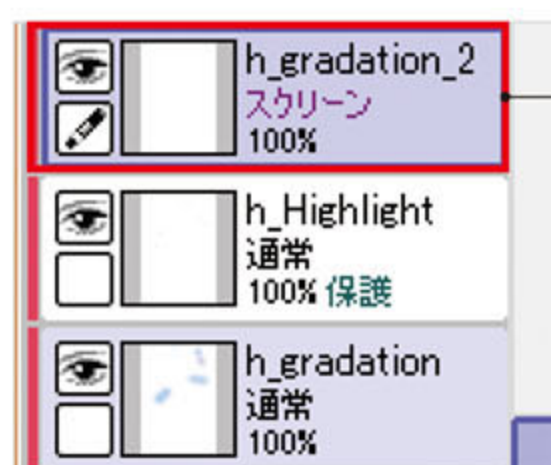 h_gradation_2
スクリーン
100%
h_Highlight
通常
100% 保護
h_gradation
通常
100%